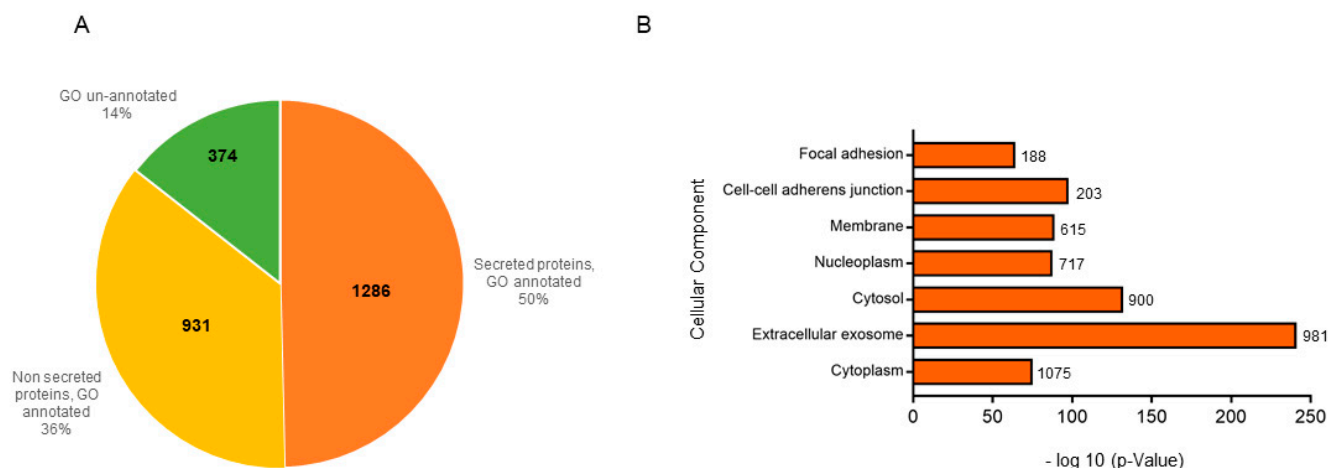 A
GO un-annotated
14%
374
Secreted proteins,
GO annotated
50%
1286
931
Non secreted
proteins, GO
annotated
36%
B
Cellular Component
Focal adhesion 188
Cell-cell adherens junction 203
Membrane 615
Nucleoplasm 717
Cytosol 900
Extracellular exosome 981
Cytoplasm 1075
0 50 100 150 200 250
- log 10 (p-Value)